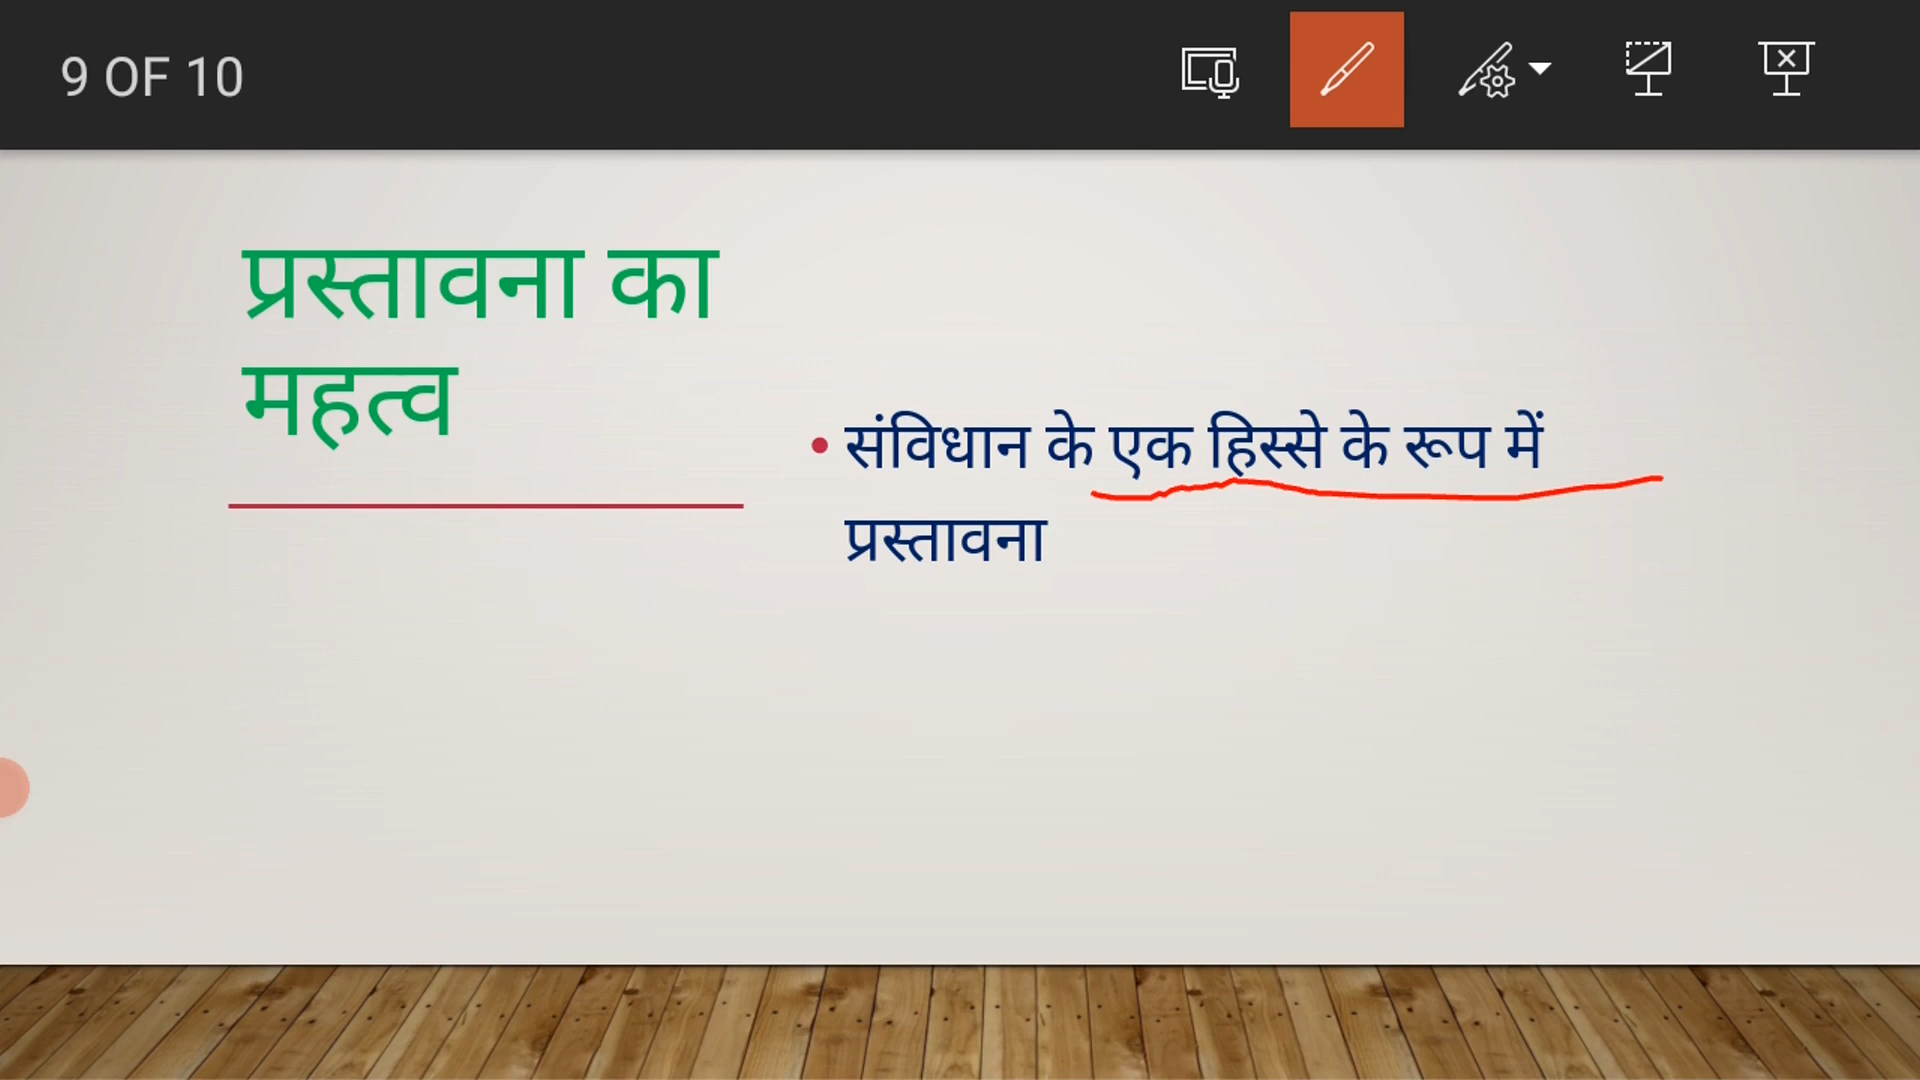 9 OF 10
प्रस्तावना का
महत्व
• संविधान के एक हिस्से के रूप में
प्रस्तावना